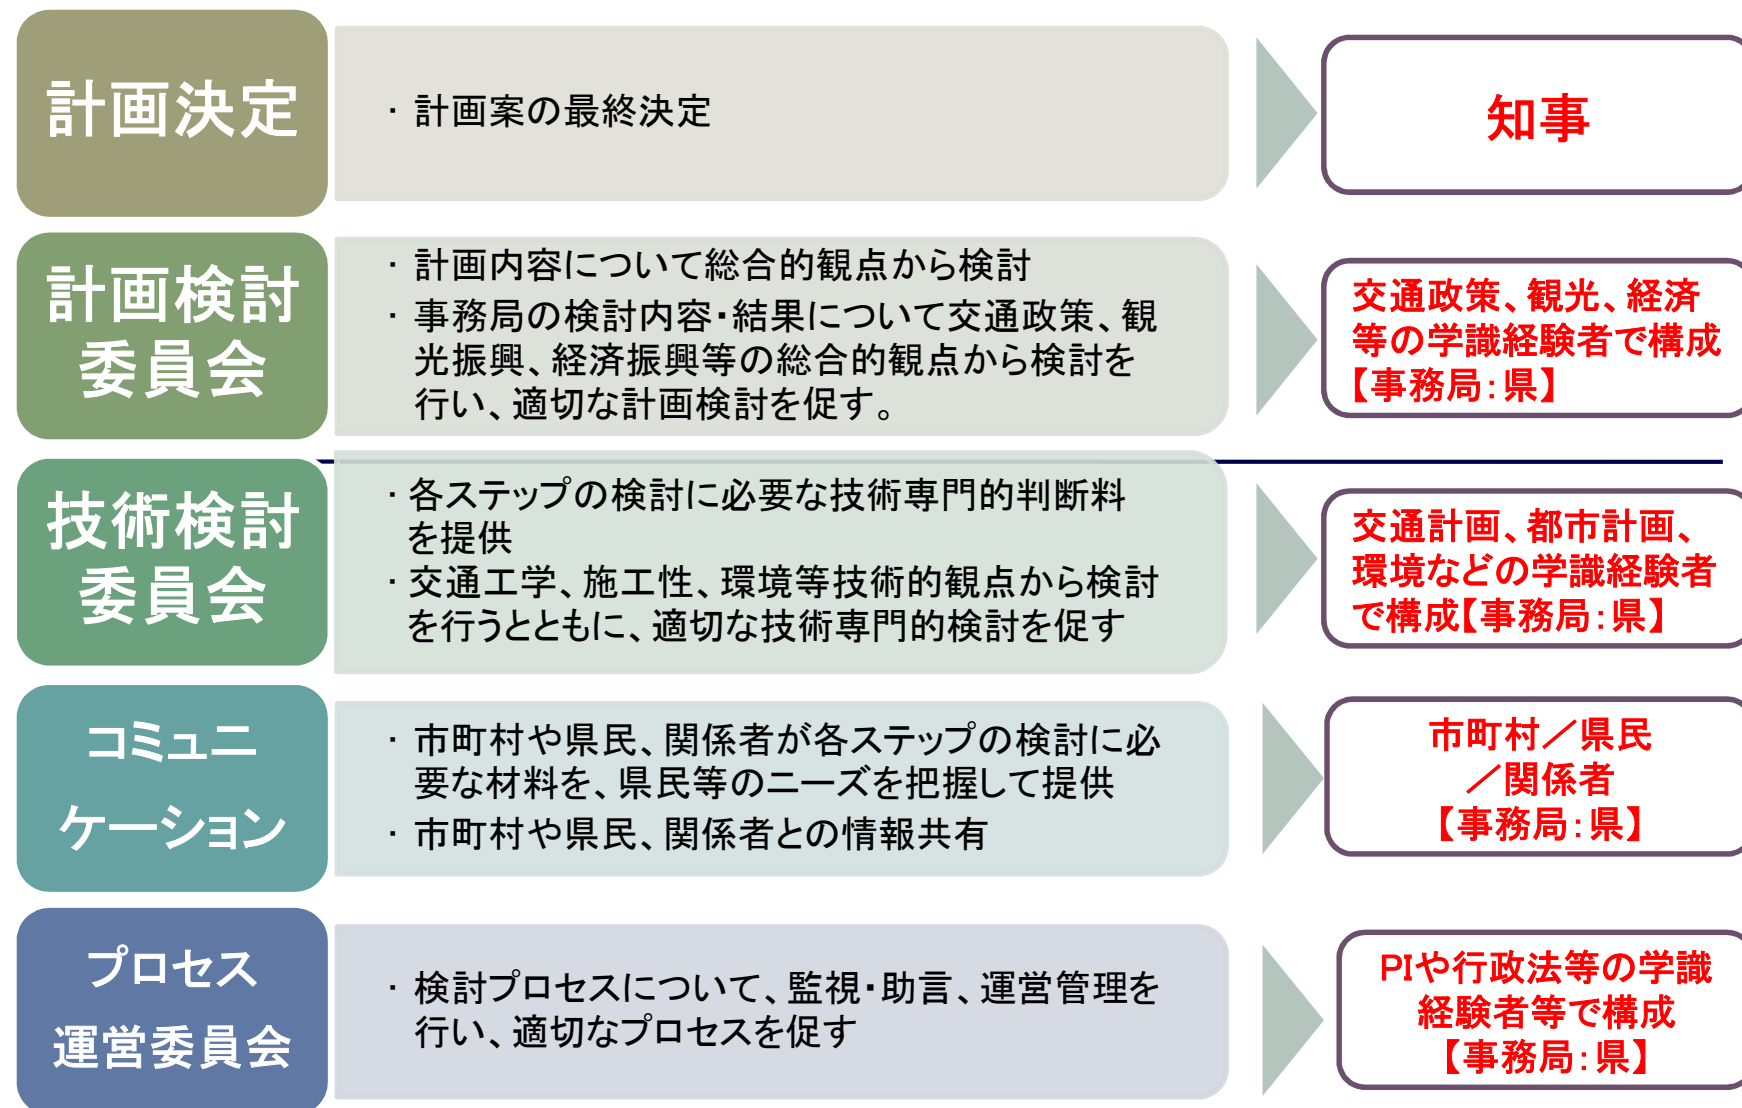 計画決定
・計画案の最終決定
知事
計画検討
委員会
・計画内容について総合的観点から検討
・事務局の検討内容・結果について交通政策、観
光振興、経済振興等の総合的観点から検討を
行い、適切な計画検討を促す。
交通政策、観光、経済
等の学識経験者で構成
【事務局：県】
技術検討
委員会
・各ステップの検討に必要な技術専門的判断料
を提供
・交通工学、施工性、環境等技術的観点から検討
を行うとともに、適切な技術専門的検討を促す
交通計画、都市計画、
環境などの学識経験者
で構成【事務局：県】
コミュニ
ケーション
・市町村や県民、関係者が各ステップの検討に必
要な材料を、県民等のニーズを把握して提供
・市町村や県民、関係者との情報共有
市町村／県民
／関係者
【事務局：県】
プロセス
運営委員会
・検討プロセスについて、監視・助言、運営管理を
行い、適切なプロセスを促す
PIや行政法等の学識
経験者等で構成
【事務局：県】